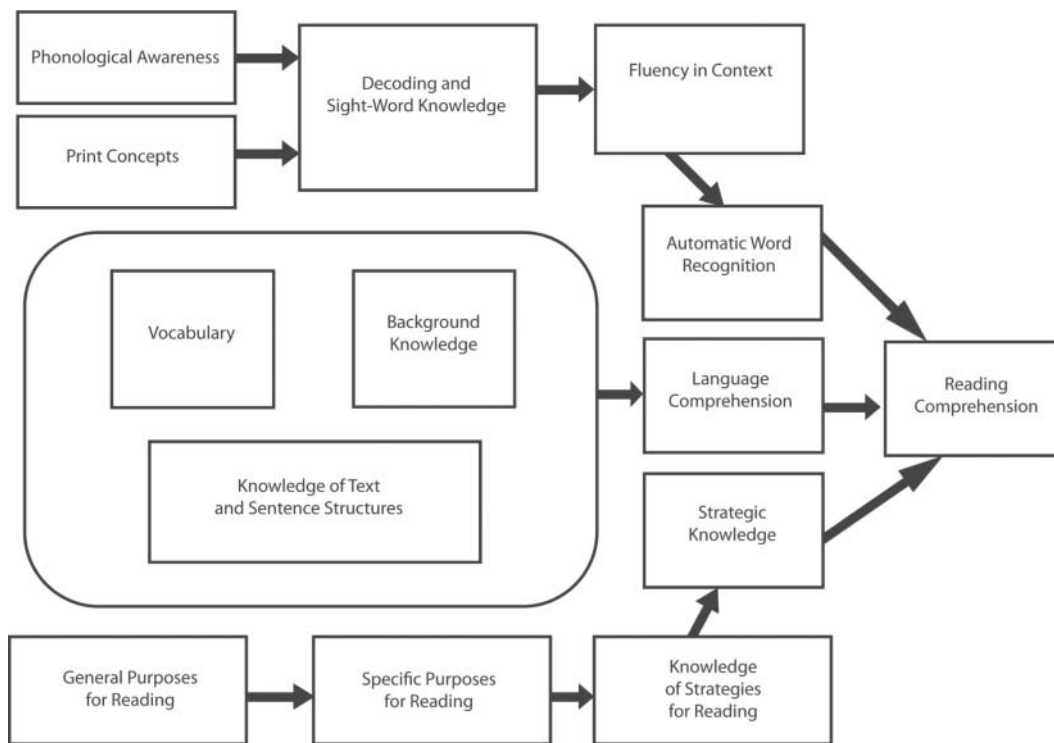 Phonological Awareness
Print Concepts
Decoding and
Sight-Word Knowledge
Fluency in Context
Automatic Word
Recognition
Vocabulary
Background
Knowledge
Knowledge of Text
and Sentence Structures
Language
Comprehension
Reading
Comprehension
Strategic
Knowledge
General Purposes
for Reading
Specific Purposes
for Reading
Knowledge
of Strategies
for Reading